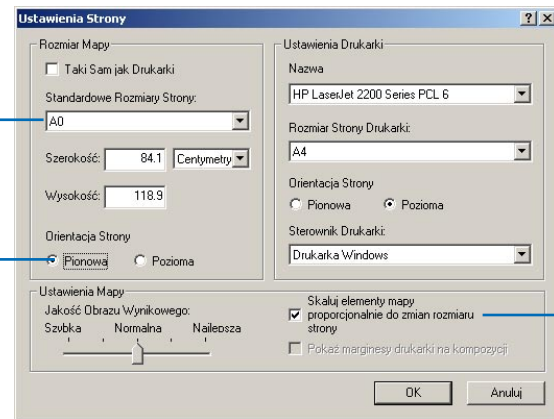 Ustawienia Strony
Rozmiar Mapy
Taki Sam jak Drukarki
Standardowe Rozmiary Strony:
A0
Szerokość: 84.1 Centymetry
Wysokość: 118.9
Orientacja Strony
Pionowa Pozioma
Ustawienia Drukarki
Nazwa
HP LaserJet 2200 Series PCL 6
Rozmiar Strony Drukarki:
A4
Orientacja Strony
Pionowa Pozioma
Sterownik Drukarki:
Drukarka Windows
Ustawienia Mapy
Jakość Obrazu Wynikowego:
Szybka Normalna Najlepsza
Skaluj elementy mapy
proporcjonalnie do zmian rozmiaru
strony
Pokaż marginesy drukarki na kompozycji
OK Anuluj